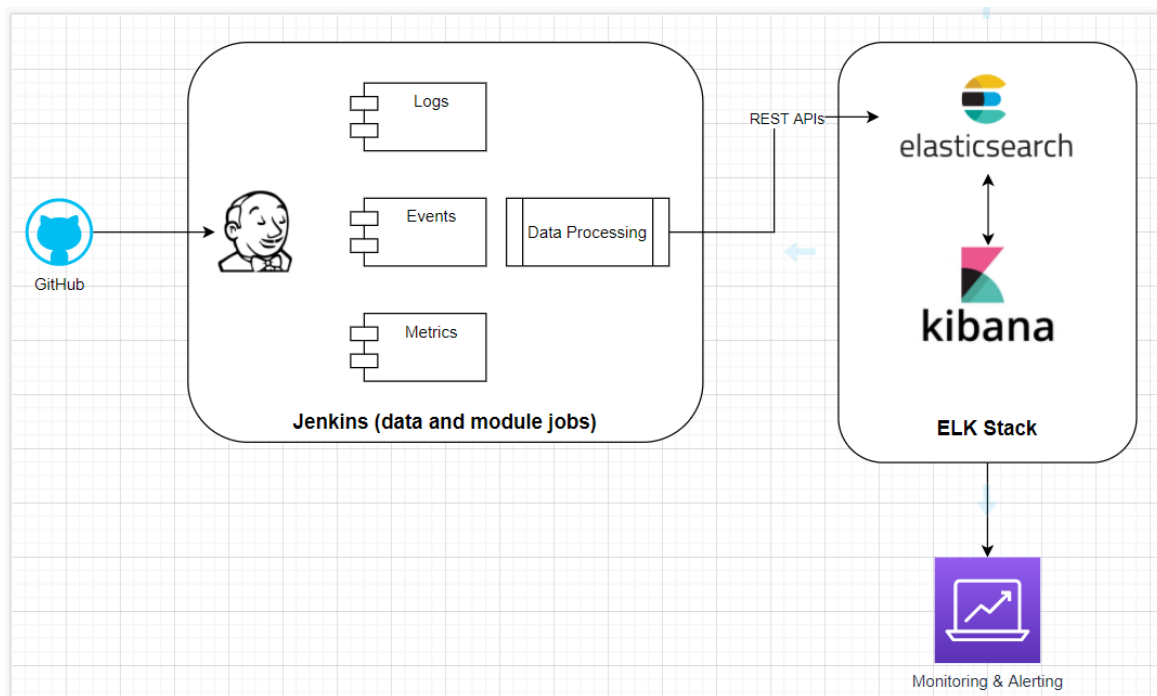 Logs
REST APIs
elasticsearch
Events
Data Processing
GitHub
kibana
Metrics
Jenkins (data and module jobs)
ELK Stack
Monitoring & Alerting